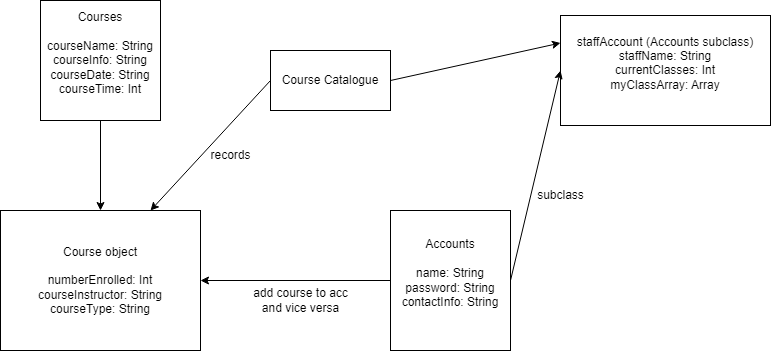 Courses
courseName: String
courseInfo: String
courseDate: String
courseTime: Int
Course Catalogue
staffAccount (Accounts subclass)
staffName: String
currentClasses: Int
myClassArray: Array
records
subclass
Course object
numberEnrolled: Int
courseInstructor: String
courseType: String
add course to acc
and vice versa
Accounts
name: String
password: String
contactInfo: String